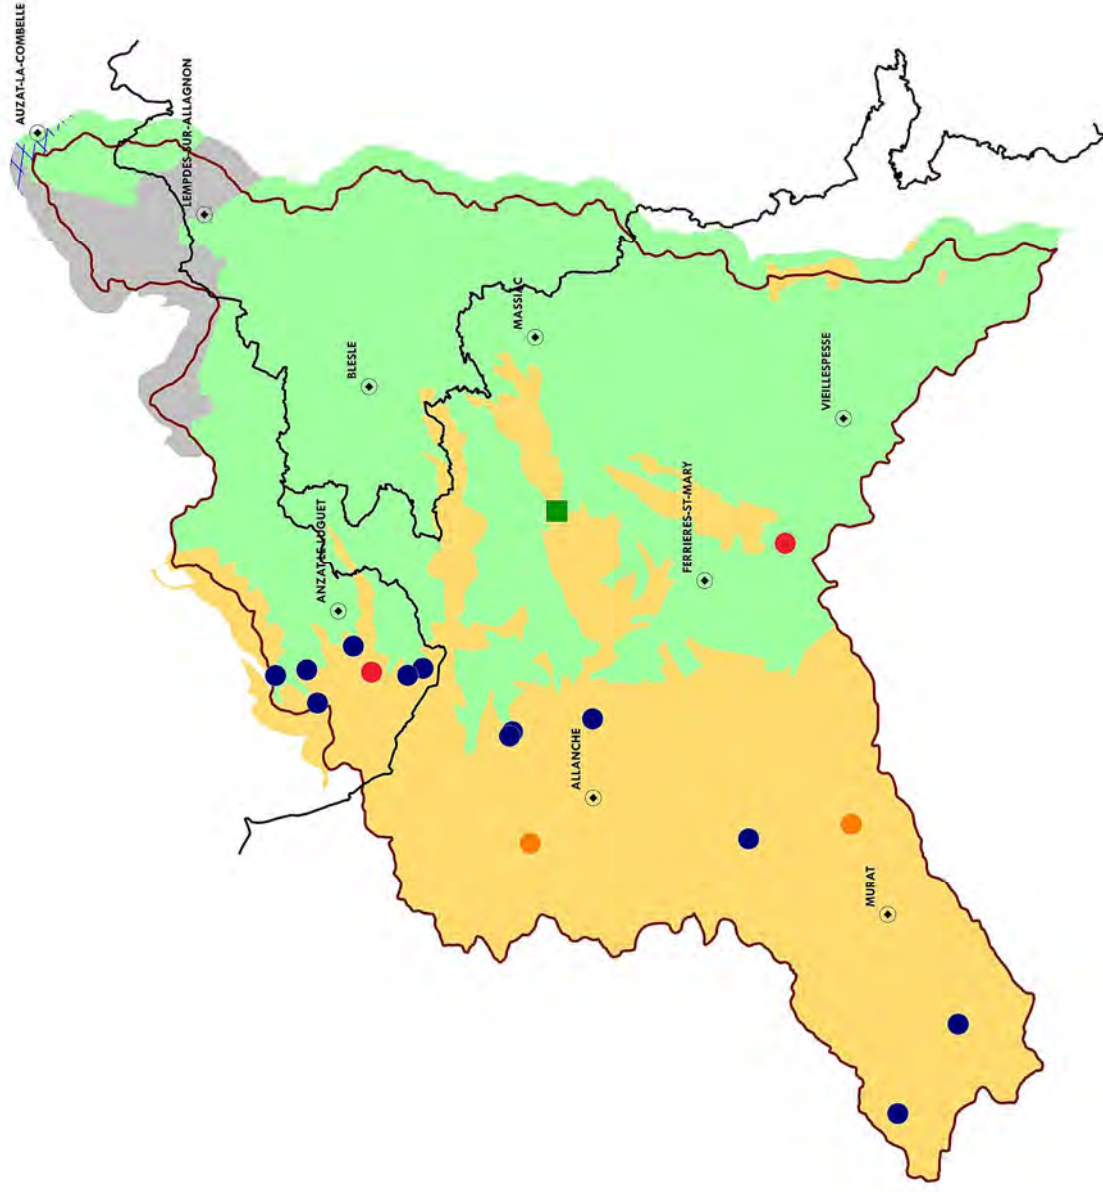 AUZAT-LA-COMBELLE
LEMPDES-SUR-ALLAGNON
MASSIAC
BLESLE
VIEILLESPESSE
FERRIERES-ST-MARY
ANZAT-LE-LUGUET
ALLANCHE
MURAT